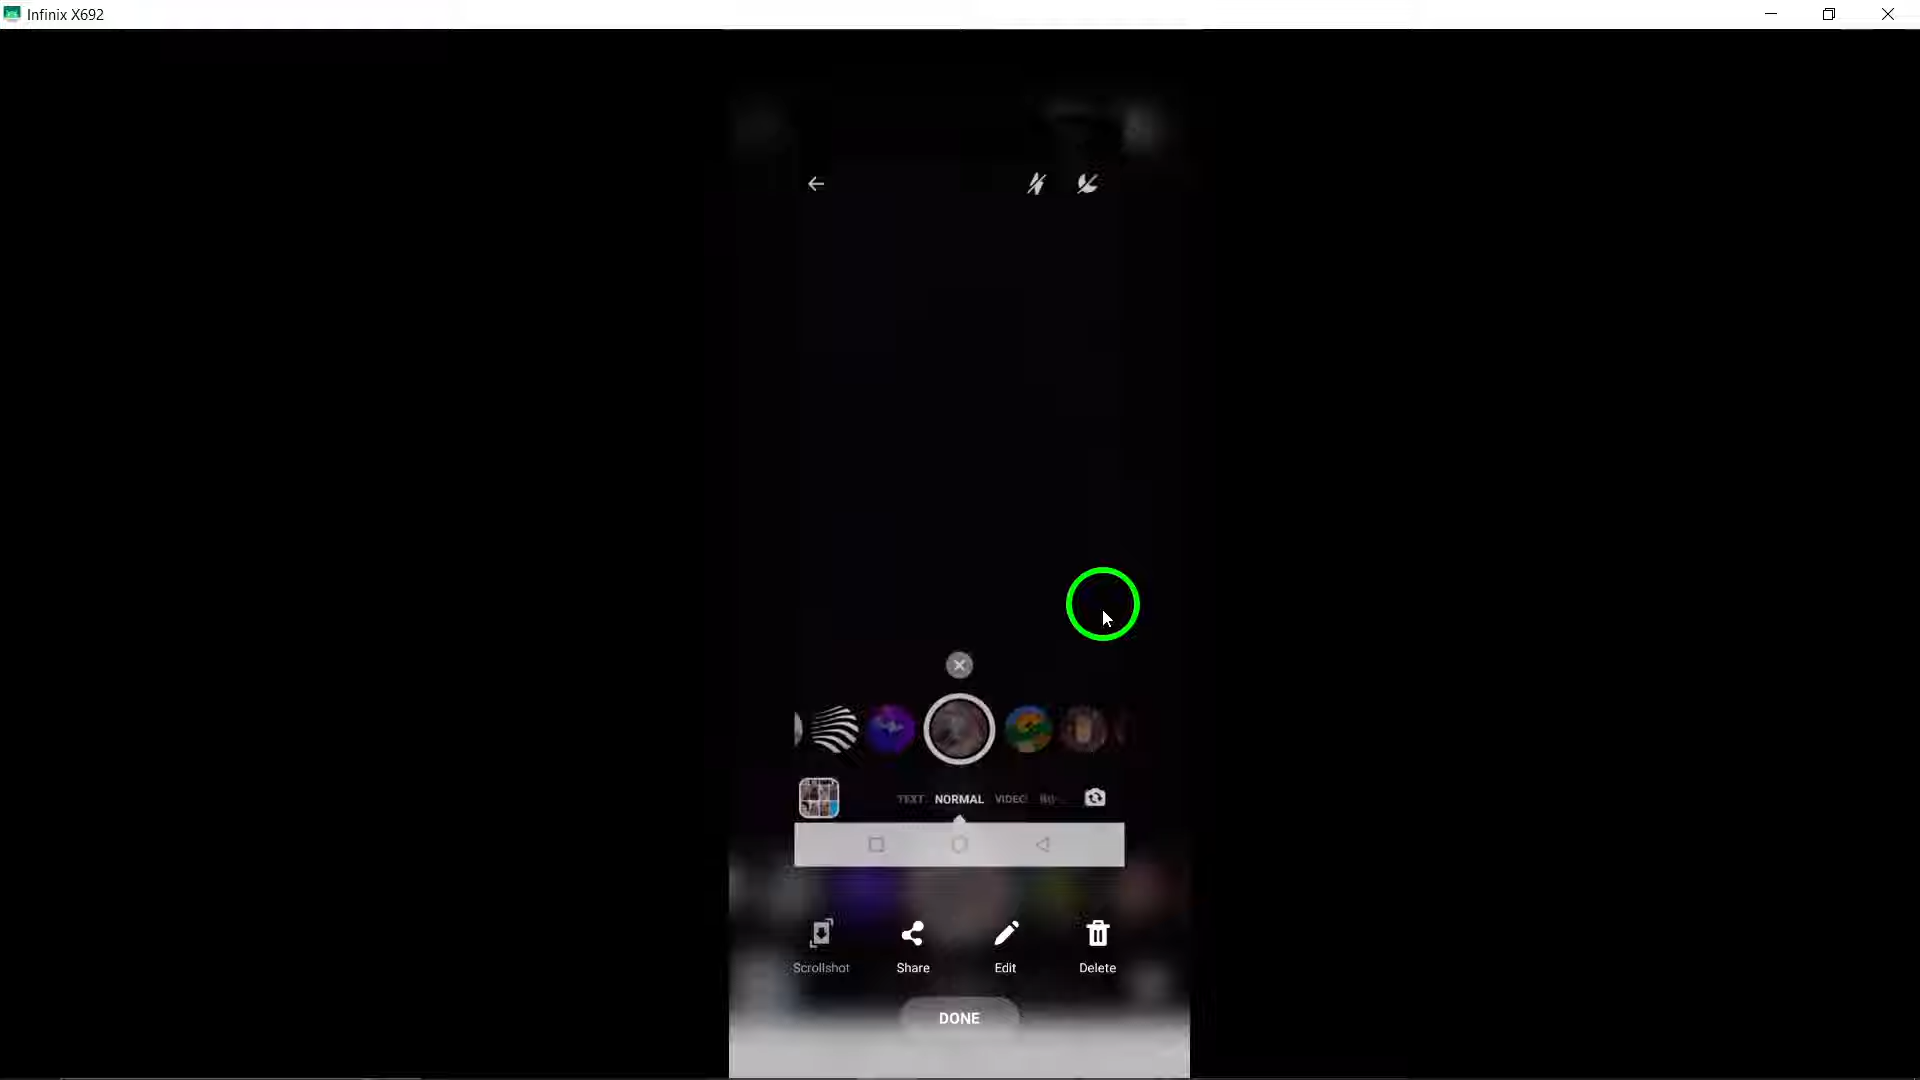 Infinix X692
TEXT NORMAL VIDEO
Scrollshot Share Edit Delete
DONE